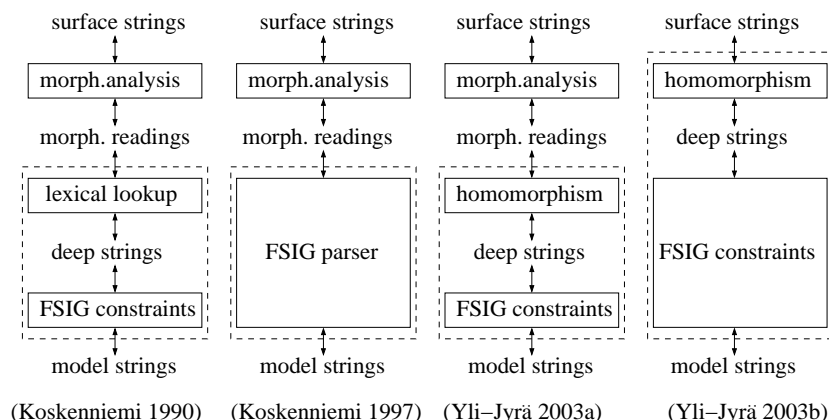 surface strings surface strings surface strings surface strings
morph.analysis morph.analysis morph.analysis homomorphism
morph. readings morph. readings morph. readings deep strings
lexical lookup homomorphism
deep strings FSIG parser deep strings FSIG constraints
FSIG constraints FSIG constraints
model strings model strings model strings model strings
(Koskenniemi 1990) (Koskenniemi 1997) (Yli–Jyrä 2003a) (Yli–Jyrä 2003b)